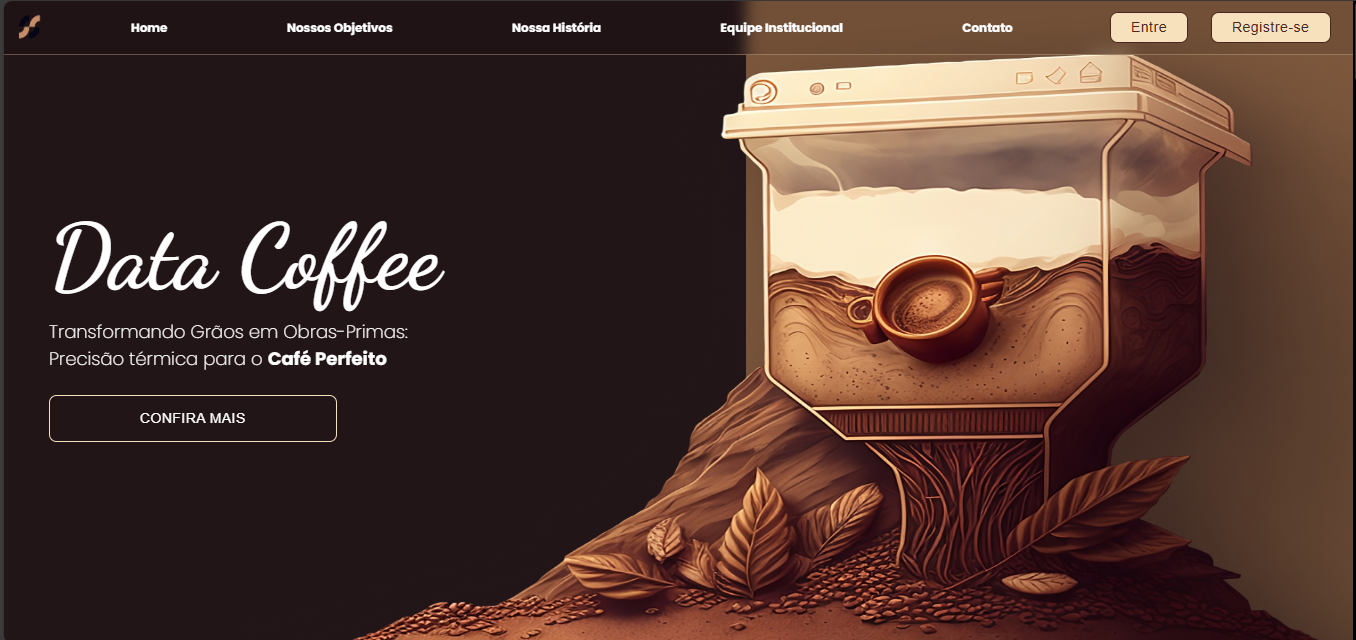 Home
Nossos Objetivos
Nossa História
Equipe Institucional
Contato
Entre
Registre-se
Data Coffee
Transformando Grãos em Obras-Primas:
Precisão térmica para o Café Perfeito
CONFIRA MAIS